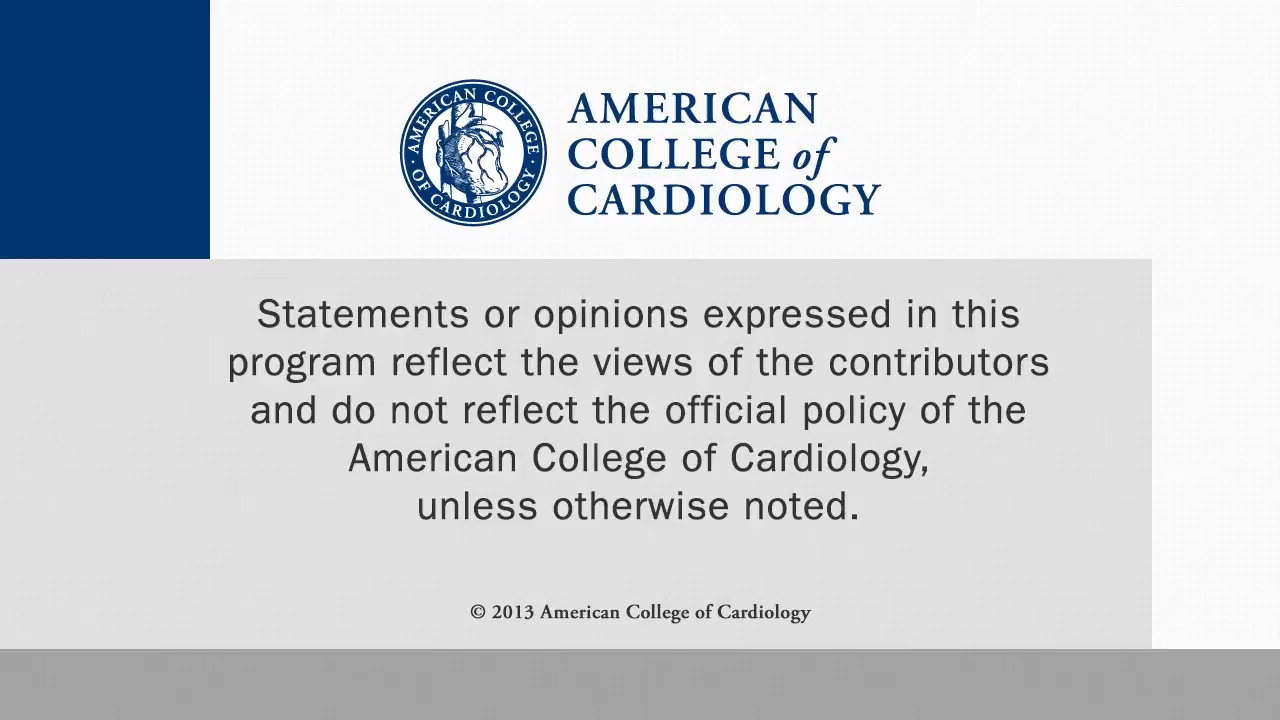 AMERICAN COLLEGE
· OF CARDIOLOGY ·
AMERICAN
COLLEGE of
CARDIOLOGY
Statements or opinions expressed in this
program reflect the views of the contributors
and do not reflect the official policy of the
American College of Cardiology,
unless otherwise noted.
© 2013 American College of Cardiology